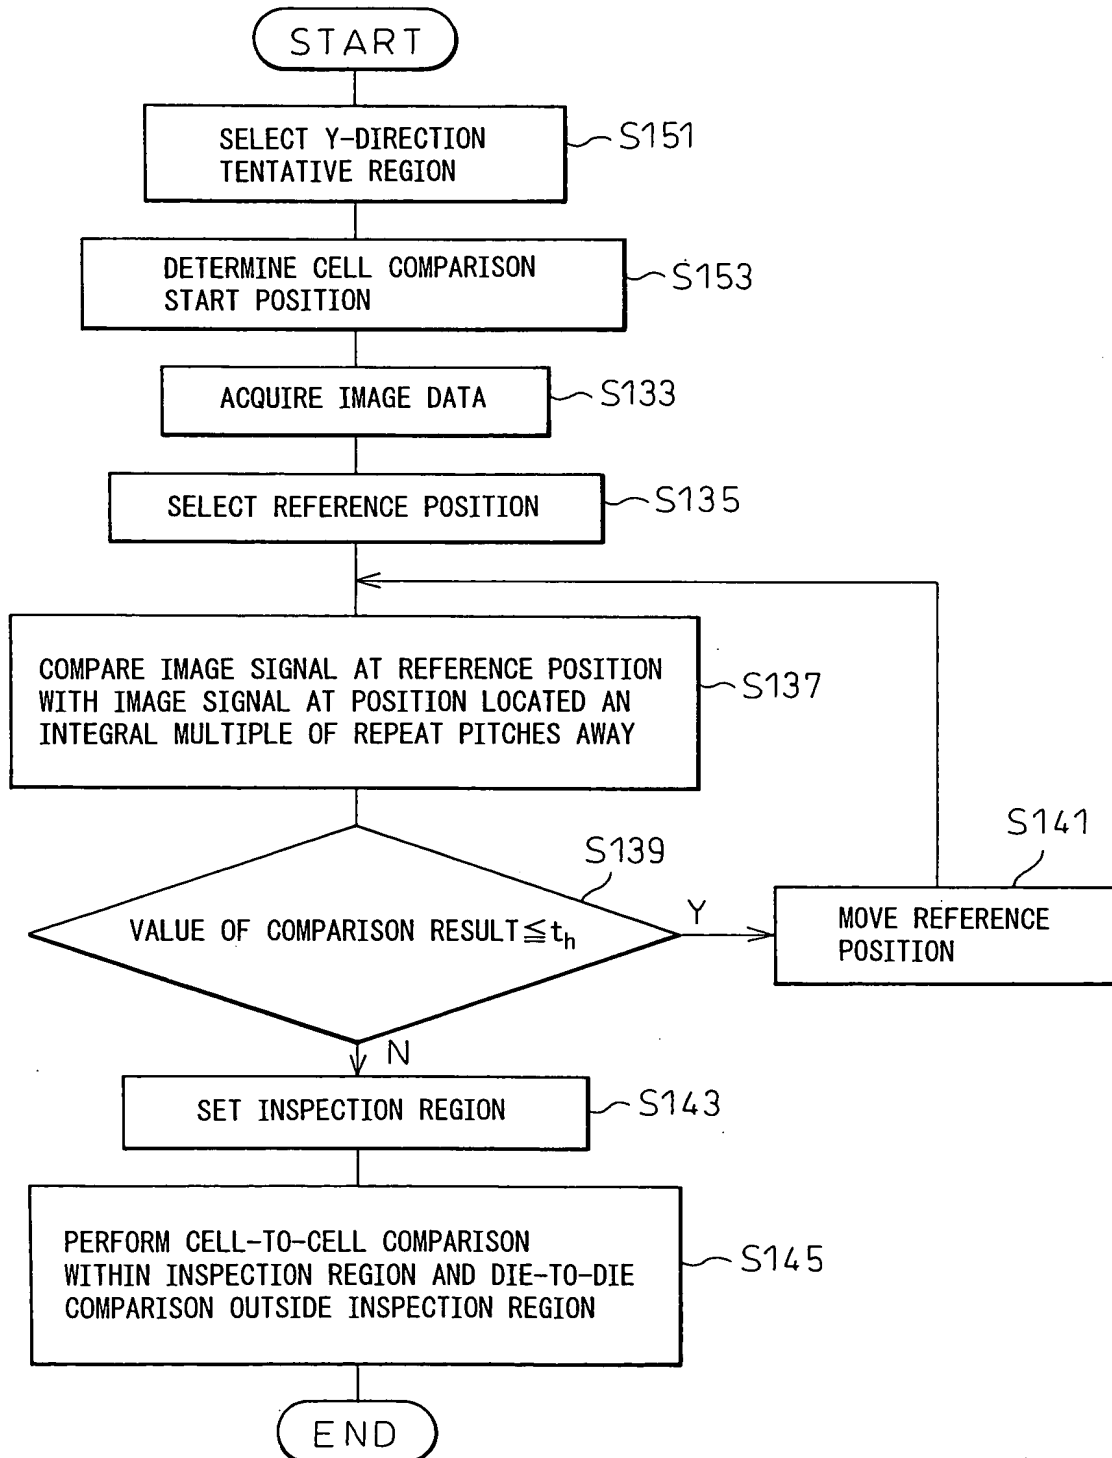 START
SELECT Y-DIRECTION
TENTATIVE REGION
S151
DETERMINE CELL COMPARISON
START POSITION
S153
ACQUIRE IMAGE DATA
S133
SELECT REFERENCE POSITION
S135
COMPARE IMAGE SIGNAL AT REFERENCE POSITION
WITH IMAGE SIGNAL AT POSITION LOCATED AN
INTEGRAL MULTIPLE OF REPEAT PITCHES AWAY
S137
S139
VALUE OF COMPARISON RESULT≦th
Y
S141
MOVE REFERENCE
POSITION
N
SET INSPECTION REGION
S143
PERFORM CELL-TO-CELL COMPARISON
WITHIN INSPECTION REGION AND DIE-TO-DIE
COMPARISON OUTSIDE INSPECTION REGION
S145
END